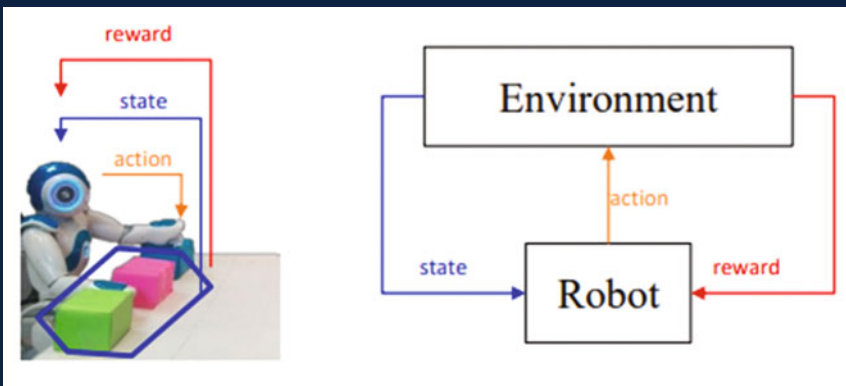 reward
state
action
Environment
action
state
reward
Robot